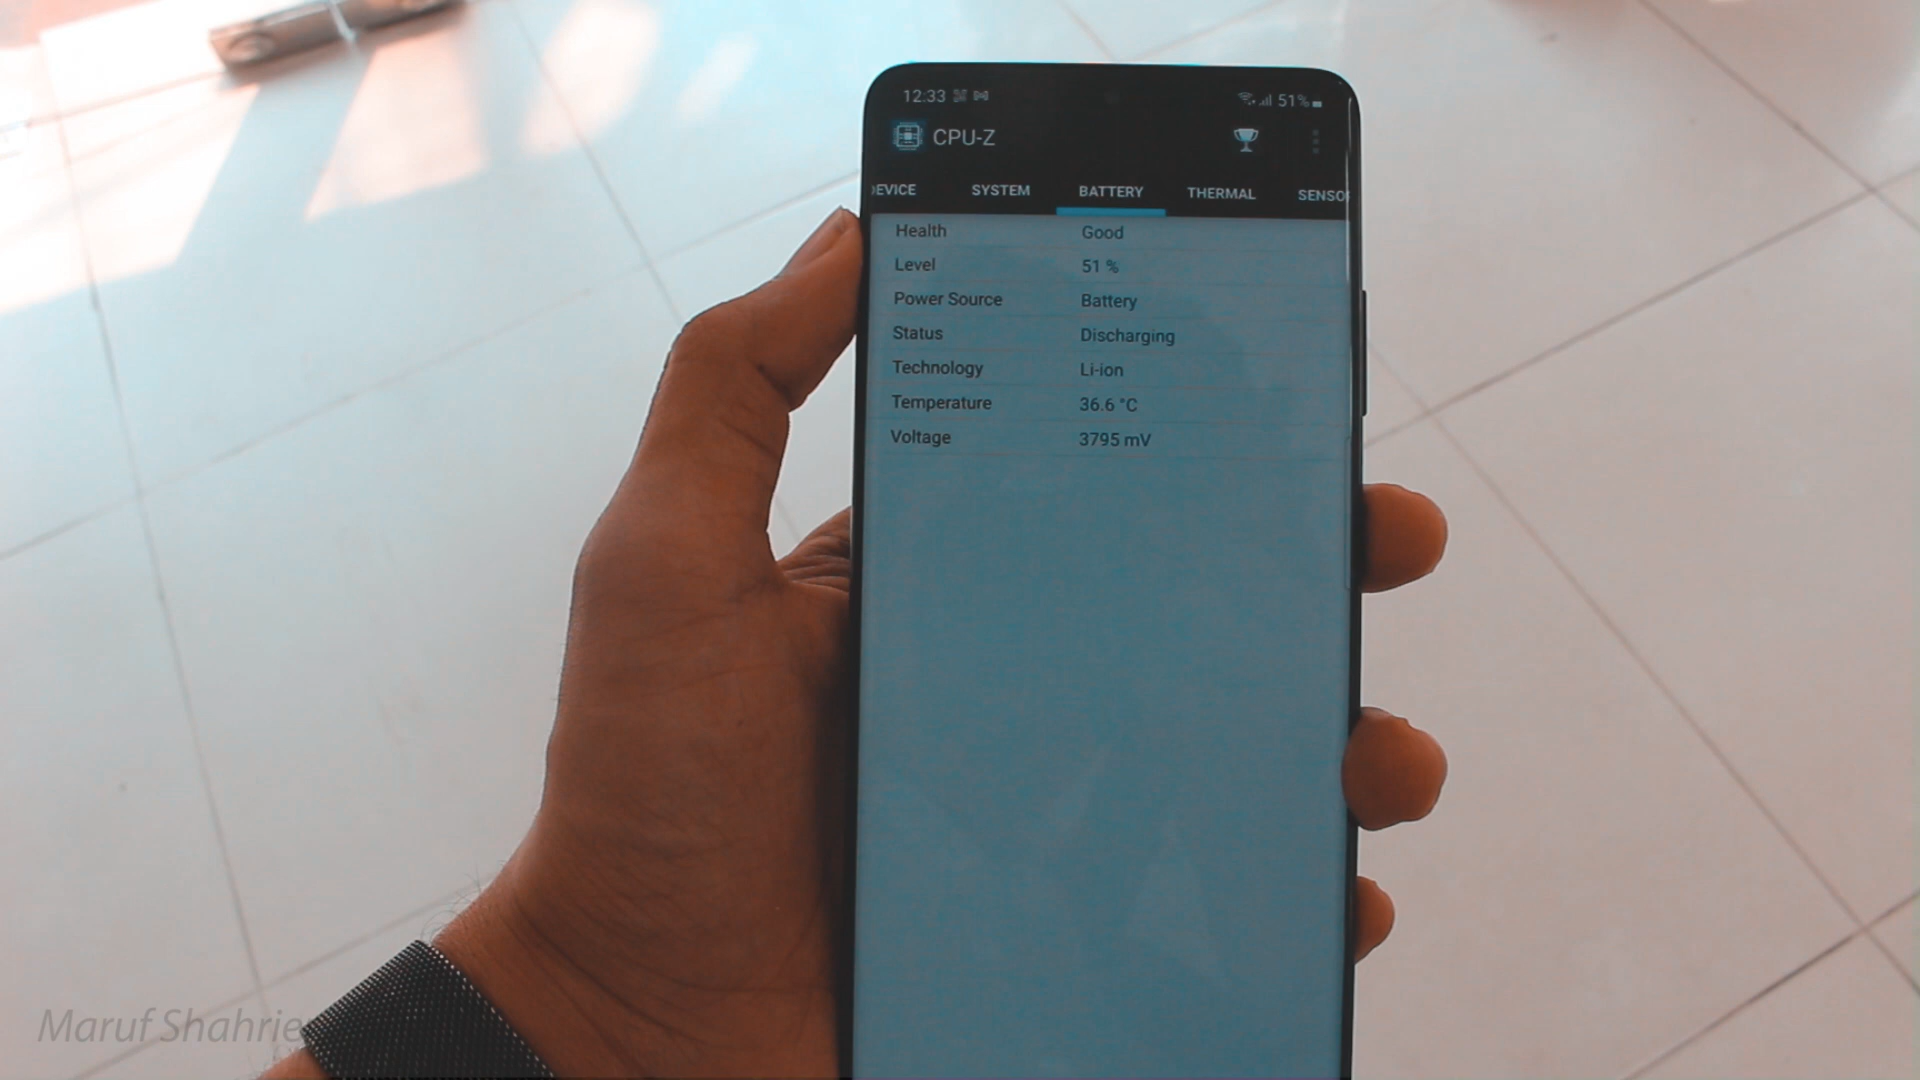 12:33 51%
CPU-Z
DEVICE SYSTEM BATTERY THERMAL SENSO
Health Good
Level 51 %
Power Source Battery
Status Discharging
Technology Li-ion
Temperature 36.6 °C
Voltage 3795 mV
Maruf Shahrie